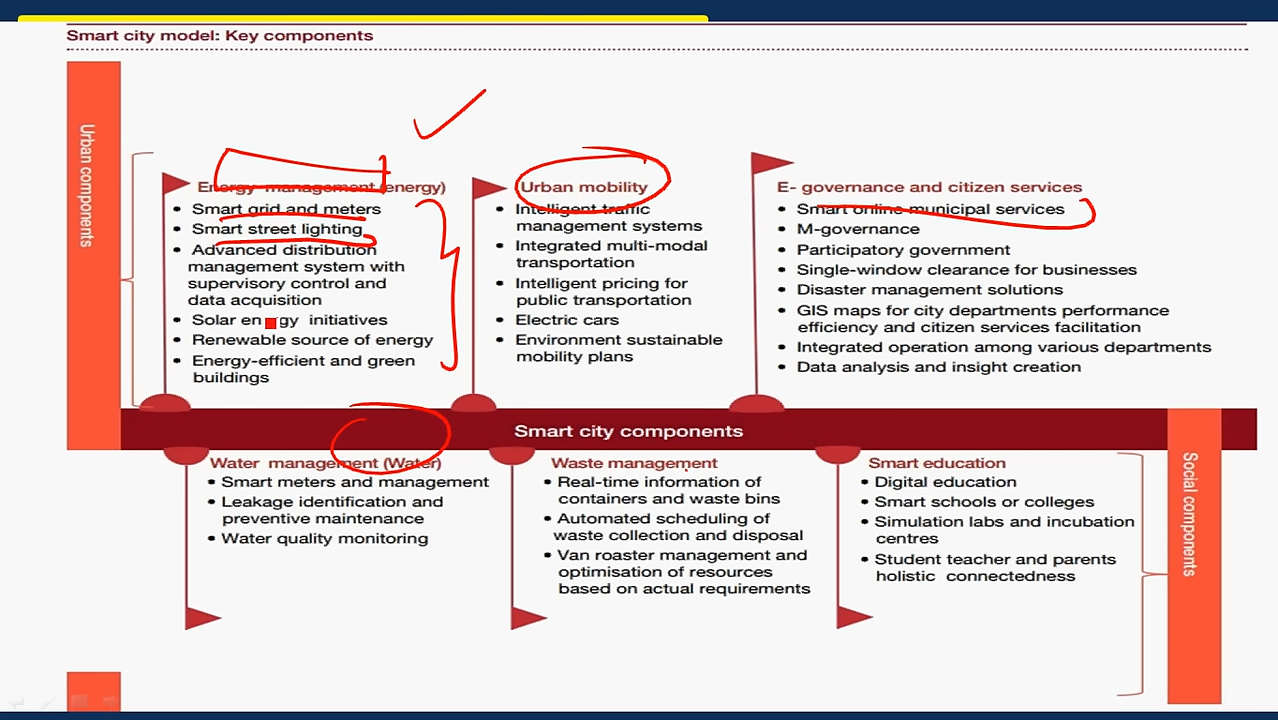 Smart city model: Key components
Urban components
Energy management (energy)
• Smart grid and meters
• Smart street lighting
• Advanced distribution
management system with
supervisory control and
data acquisition
• Solar energy initiatives
• Renewable source of energy
• Energy-efficient and green
buildings
Urban mobility
• Intelligent traffic
management systems
• Integrated multi-modal
transportation
• Intelligent pricing for
public transportation
• Electric cars
• Environment sustainable
mobility plans
E- governance and citizen services
• Smart online municipal services
• M-governance
• Participatory government
• Single-window clearance for businesses
• Disaster management solutions
• GIS maps for city departments performance
efficiency and citizen services facilitation
• Integrated operation among various departments
• Data analysis and insight creation
Smart city components
Water management (Water)
• Smart meters and management
• Leakage identification and
preventive maintenance
• Water quality monitoring
Waste management
• Real-time information of
containers and waste bins
• Automated scheduling of
waste collection and disposal
• Van roaster management and
optimisation of resources
based on actual requirements
Smart education
• Digital education
• Smart schools or colleges
• Simulation labs and incubation
centres
• Student teacher and parents
holistic connectedness
Social components